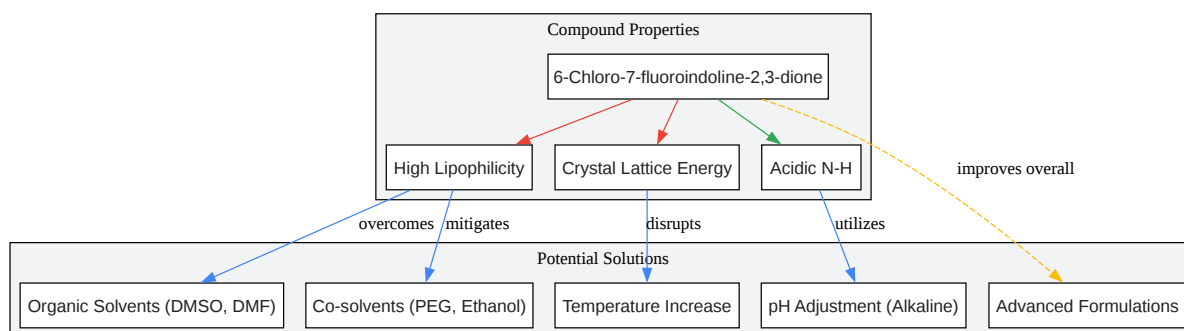 Compound Properties
6-Chloro-7-fluoroindoline-2,3-dione
High Lipophilicity
Crystal Lattice Energy
Acidic N-H
improves overall
overcomes
mitigates
disrupts
utilizes
Potential Solutions
Organic Solvents (DMSO, DMF)
Co-solvents (PEG, Ethanol)
Temperature Increase
pH Adjustment (Alkaline)
Advanced Formulations